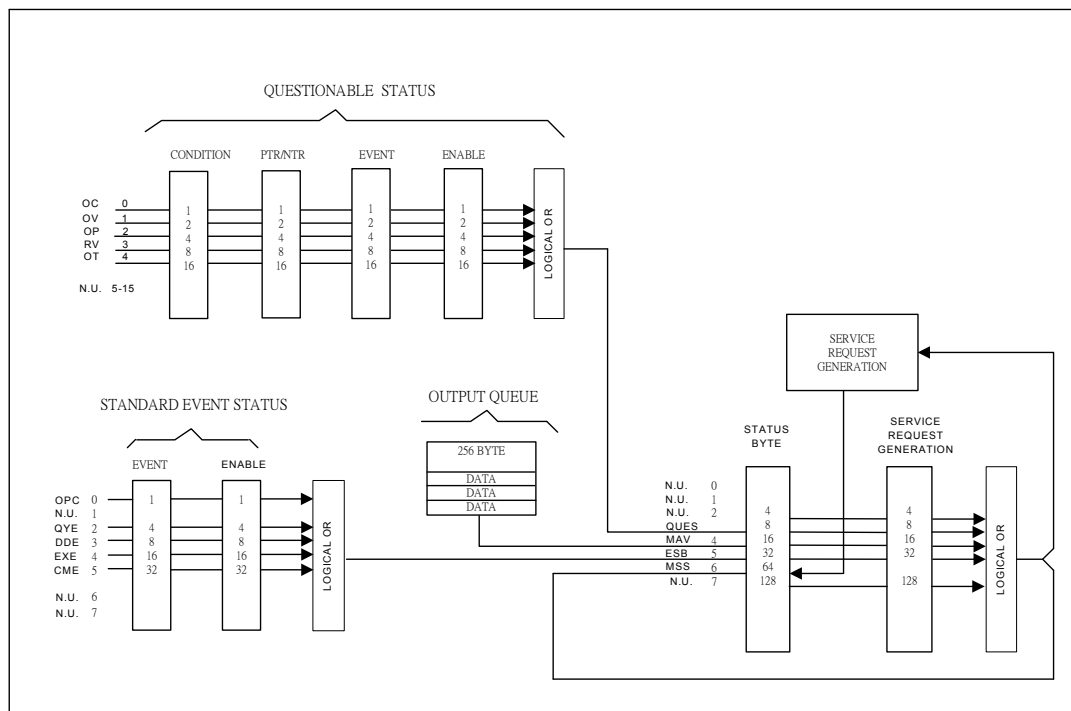 QUESTIONABLE STATUS
CONDITION PTR/NTR EVENT ENABLE
OC 0 1 1 1 1
OV 1 2 2 2 2
OP 2 4 4 4 4
RV 3 8 8 8 8
OT 4 16 16 16 16
N.U. 5-15
LOGICAL OR
SERVICE
REQUEST
GENERATION
STANDARD EVENT STATUS
EVENT ENABLE
OPC 0 1 1
N.U. 1
QYE 2 4 4
DDE 3 8 8
EXE 4 16 16
CME 5 32 32
N.U. 6
N.U. 7
LOGICAL OR
OUTPUT QUEUE
256 BYTE
DATA
DATA
DATA
STATUS
BYTE
SERVICE
REQUEST
GENERATION
N.U. 0
N.U. 1
N.U. 2 4 4
QUES 8 8
MAV 4 16 16
ESB 5 32 32
MSS 6 64
N.U. 7 128 128
LOGICAL OR